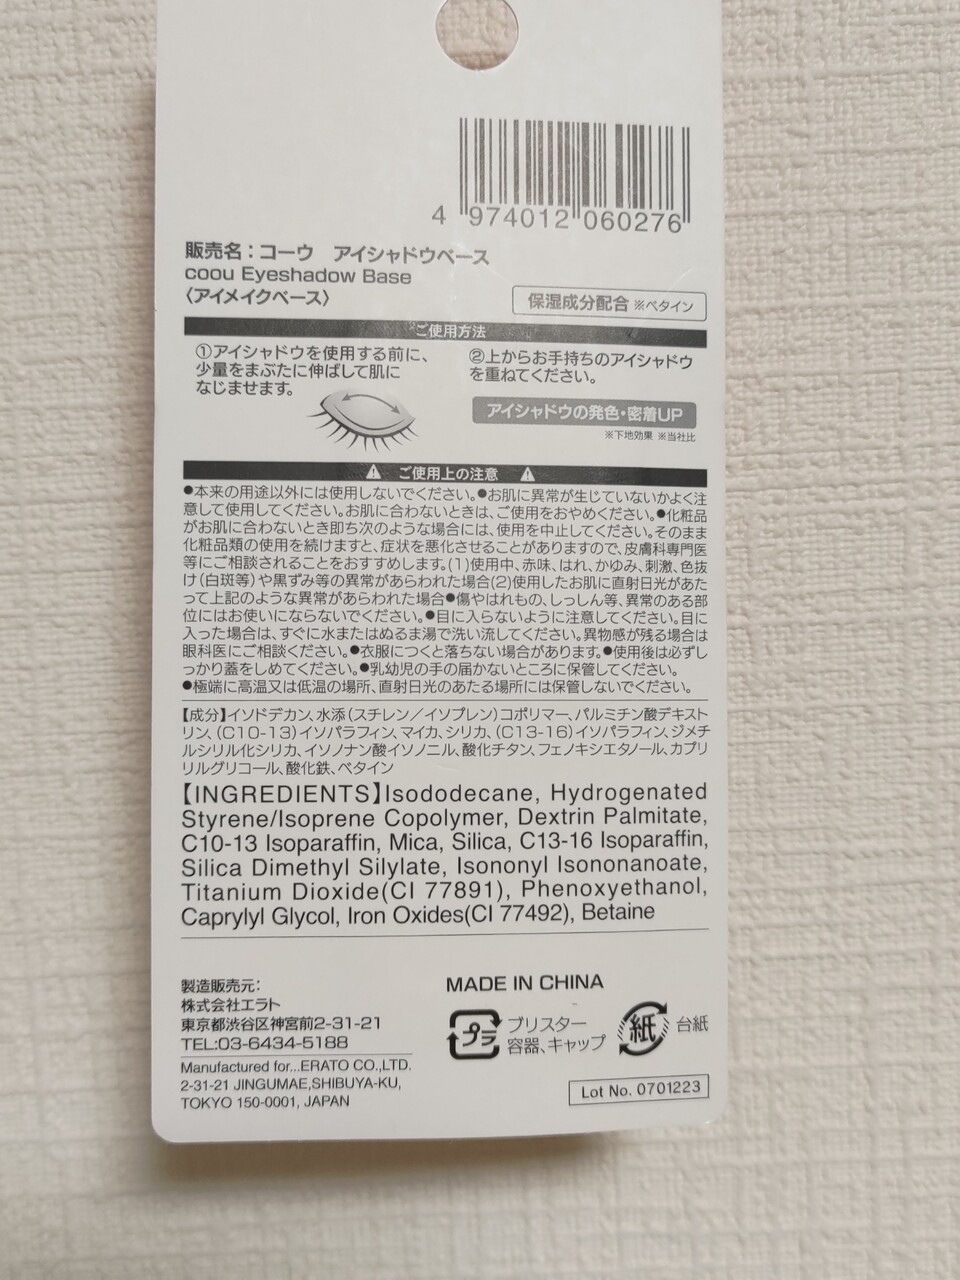 4 974012 060276
販売名：コーウ　アイシャドウベース
coou Eyeshadow Base
〈アイメイクベース〉
保湿成分配合 ※ベタイン
ご使用方法
①アイシャドウを使用する前に、
少量をまぶたに伸ばして肌に
なじませます。
②上からお手持ちのアイシャドウ
を重ねてください。
アイシャドウの発色・密着UP
※下地効果 ※当社比
ご使用上の注意
●本来の用途以外には使用しないでください。●お肌に異常が生じていないかよく注
意して使用してください。お肌に合わないときは、ご使用をおやめください。●化粧品
がお肌に合わないとき即ち次のような場合には、使用を中止してください。そのまま
化粧品類の使用を続けますと、症状を悪化させることがありますので、皮膚科専門医
等にご相談されることをおすすめします。(1)使用中、赤味、はれ、かゆみ、刺激、色抜
け(白斑等)や黒ずみ等の異常があらわれた場合(2)使用したお肌に直射日光があた
って上記のような異常があらわれた場合●傷やはれもの、しっしん等、異常のある部
位にはお使いにならないでください。●目に入らないように注意してください。目に
入った場合は、すぐに水またはぬるま湯で洗い流してください。異物感が残る場合は
眼科医にご相談ください。●衣服につくと落ちない場合があります。●使用後は必ずし
っかり蓋をしめてください。●乳幼児の手の届かないところに保管してください。
●極端に高温又は低温の場所、直射日光のあたる場所には保管しないでください。
【成分】イソドデカン、水添(スチレン/イソプレン)コポリマー、パルミチン酸デキスト
リン、(C10-13)イソパラフィン、マイカ、シリカ、(C13-16)イソパラフィン、ジメチ
ルシリル化シリカ、イソノナン酸イソノニル、酸化チタン、フェノキシエタノール、カプリ
リルグリコール、酸化鉄、ベタイン
【INGREDIENTS】Isododecane, Hydrogenated
Styrene/Isoprene Copolymer, Dextrin Palmitate,
C10-13 Isoparaffin, Mica, Silica, C13-16 Isoparaffin,
Silica Dimethyl Silylate, Isononyl Isononanoate,
Titanium Dioxide(CI 77891), Phenoxyethanol,
Caprylyl Glycol, Iron Oxides(CI 77492), Betaine
製造販売元:
株式会社エラト
東京都渋谷区神宮前2-31-21
TEL:03-6434-5188
Manufactured for...ERATO CO.,LTD.
2-31-21 JINGUMAE,SHIBUYA-KU,
TOKYO 150-0001, JAPAN
MADE IN CHINA
プラ
ブリスター
容器、キャップ
紙
台紙
Lot No. 0701223